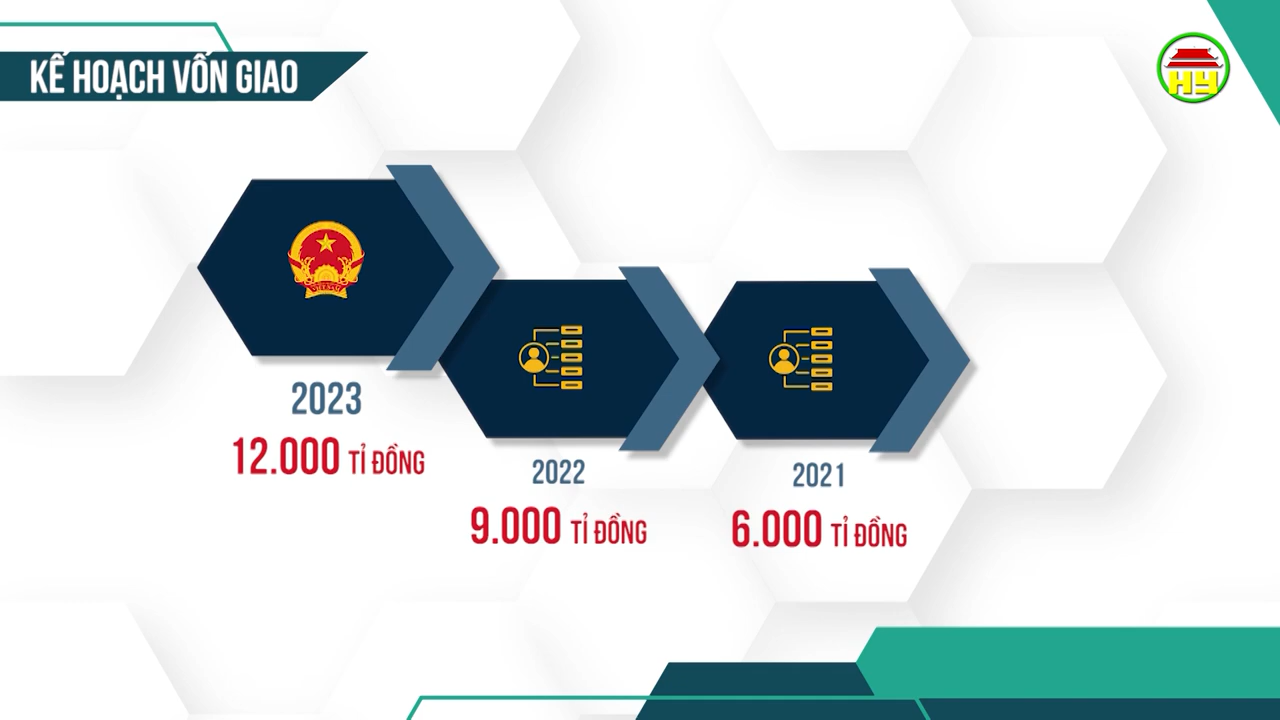 KẾ HOẠCH VỐN GIAO
HY
2023
12.000 TỈ ĐỒNG
2022
9.000 TỈ ĐỒNG
2021
6.000 TỈ ĐỒNG